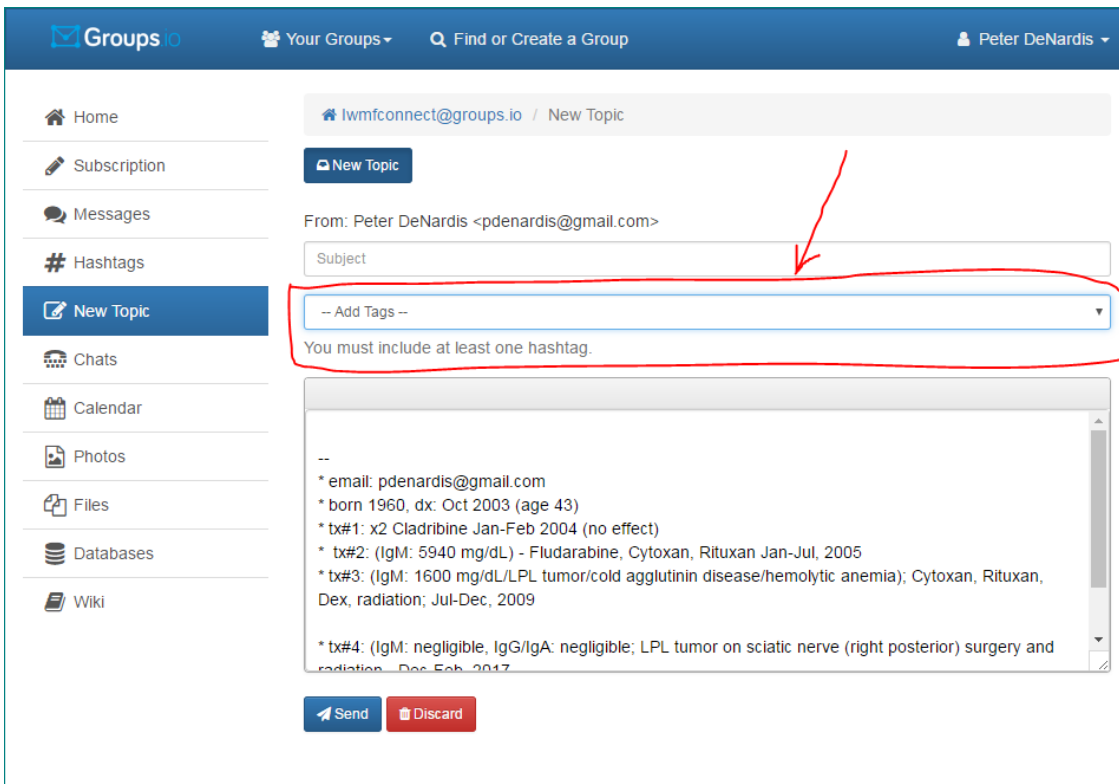 Groups.io
Your Groups
Find or Create a Group
Peter DeNardis
Home
Subscription
Messages
Hashtags
New Topic
Chats
Calendar
Photos
Files
Databases
Wiki
lwmfconnect@groups.io / New Topic
New Topic
From: Peter DeNardis <pdenardis@gmail.com>
Subject
-- Add Tags --
You must include at least one hashtag.
--
* email: pdenardis@gmail.com
* born 1960, dx: Oct 2003 (age 43)
* tx#1: x2 Cladribine Jan-Feb 2004 (no effect)
*  tx#2: (IgM: 5940 mg/dL) - Fludarabine, Cytoxan, Rituxan Jan-Jul, 2005
* tx#3: (IgM: 1600 mg/dL/LPL tumor/cold agglutinin disease/hemolytic anemia); Cytoxan, Rituxan,
Dex, radiation; Jul-Dec, 2009
* tx#4: (IgM: negligible, IgG/IgA: negligible; LPL tumor on sciatic nerve (right posterior) surgery and
radiation - Dec-Feb, 2017
Send
Discard